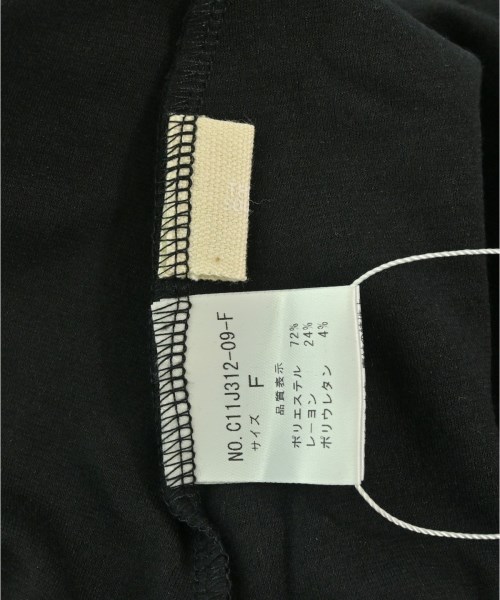 NO.C11J312-09-F
サイズ F
品質表示
ポリエステル 72%
レーヨン 24%
ポリウレタン 4%